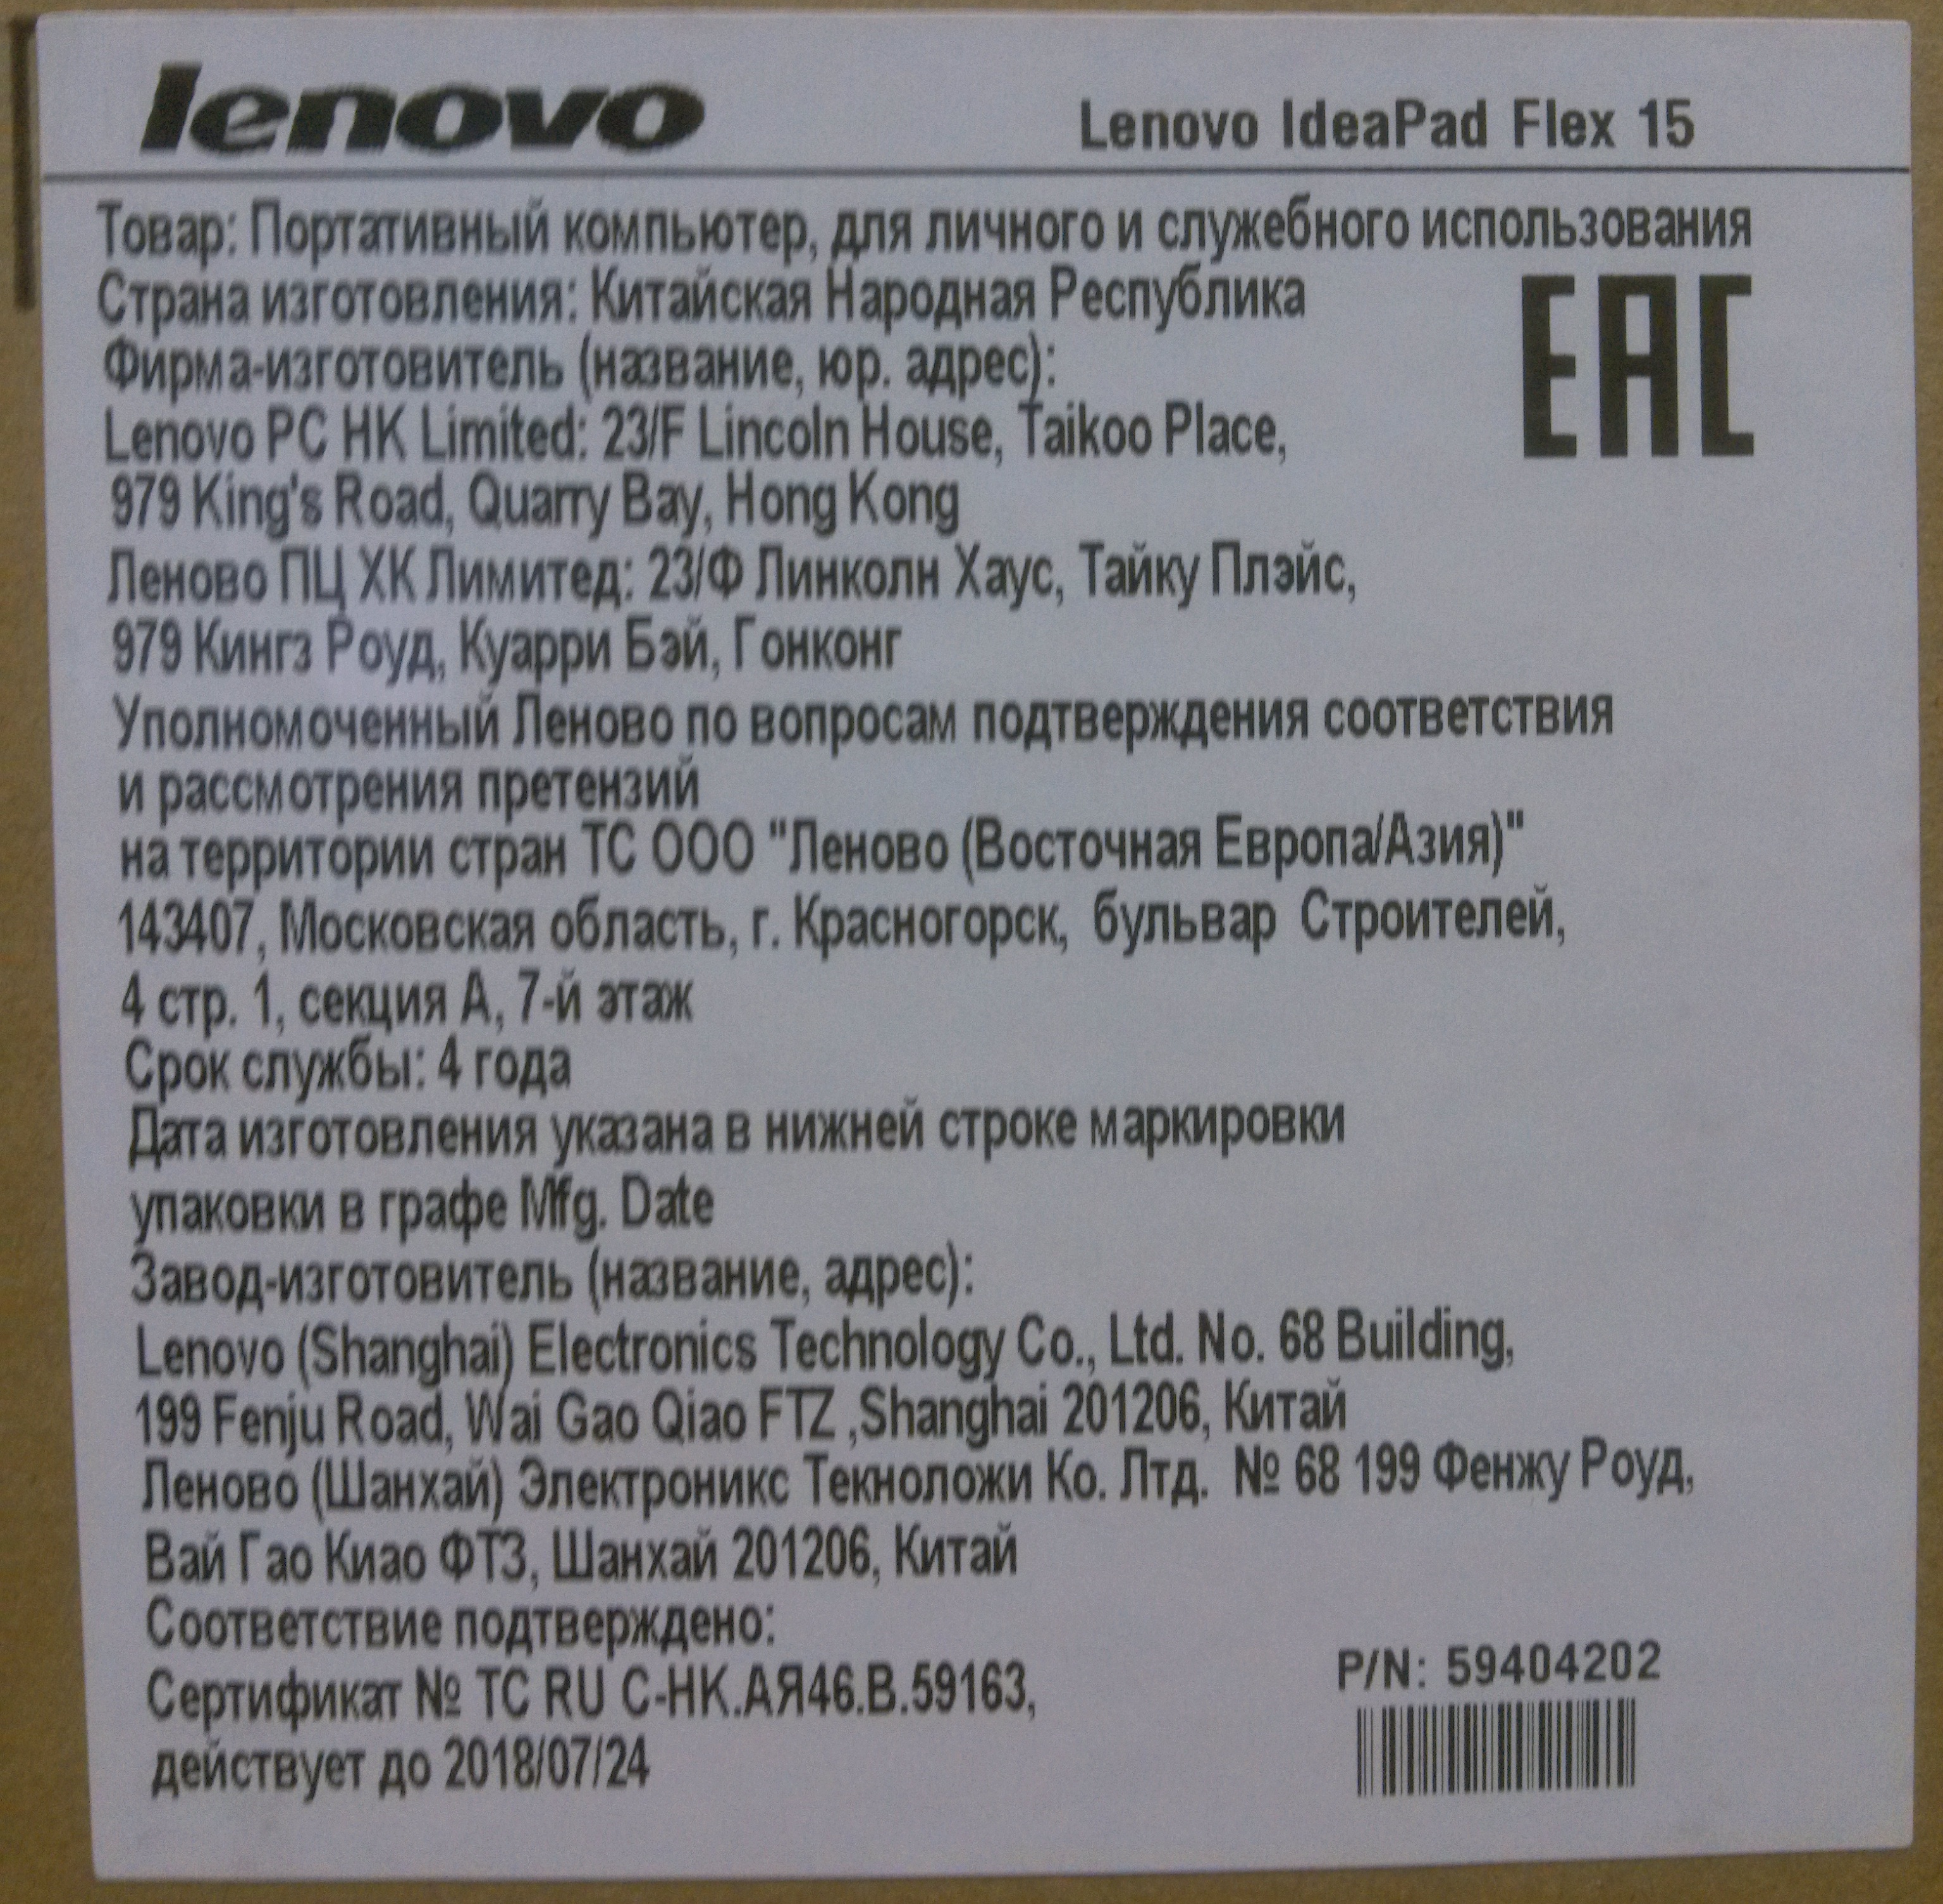 lenovo
Lenovo IdeaPad Flex 15
Товар: Портативный компьютер, для личного и служебного использования
Страна изготовления: Китайская Народная Республика
EAC
Фирма-изготовитель (название, юр. адрес):
Lenovo PC HK Limited: 23/F Lincoln House, Taikoo Place,
979 King's Road, Quarry Bay, Hong Kong
Леново ПЦ ХК Лимитед: 23/Ф Линколн Хаус, Тайку Плэйс,
979 Кингз Роуд, Куарри Бэй, Гонконг
Уполномоченный Леново по вопросам подтверждения соответствия
и рассмотрения претензий
на территории стран ТС ООО "Леново (Восточная Европа/Азия)"
143407, Московская область, г. Красногорск, бульвар Строителей,
4 стр. 1, секция А, 7-й этаж
Срок службы: 4 года
Дата изготовления указана в нижней строке маркировки
упаковки в графе Mfg. Date
Завод-изготовитель (название, адрес):
Lenovo (Shanghai) Electronics Technology Co., Ltd. No. 68 Building,
199 Fenju Road, Wai Gao Qiao FTZ ,Shanghai 201206, Китай
Леново (Шанхай) Электроникс Текноложи Ко. Лтд. № 68 199 Фенжу Роуд,
Вай Гао Киао ФТЗ, Шанхай 201206, Китай
Соответствие подтверждено:
Сертификат № ТС RU C-HK.АЯ46.В.59163,
действует до 2018/07/24
P/N: 59404202